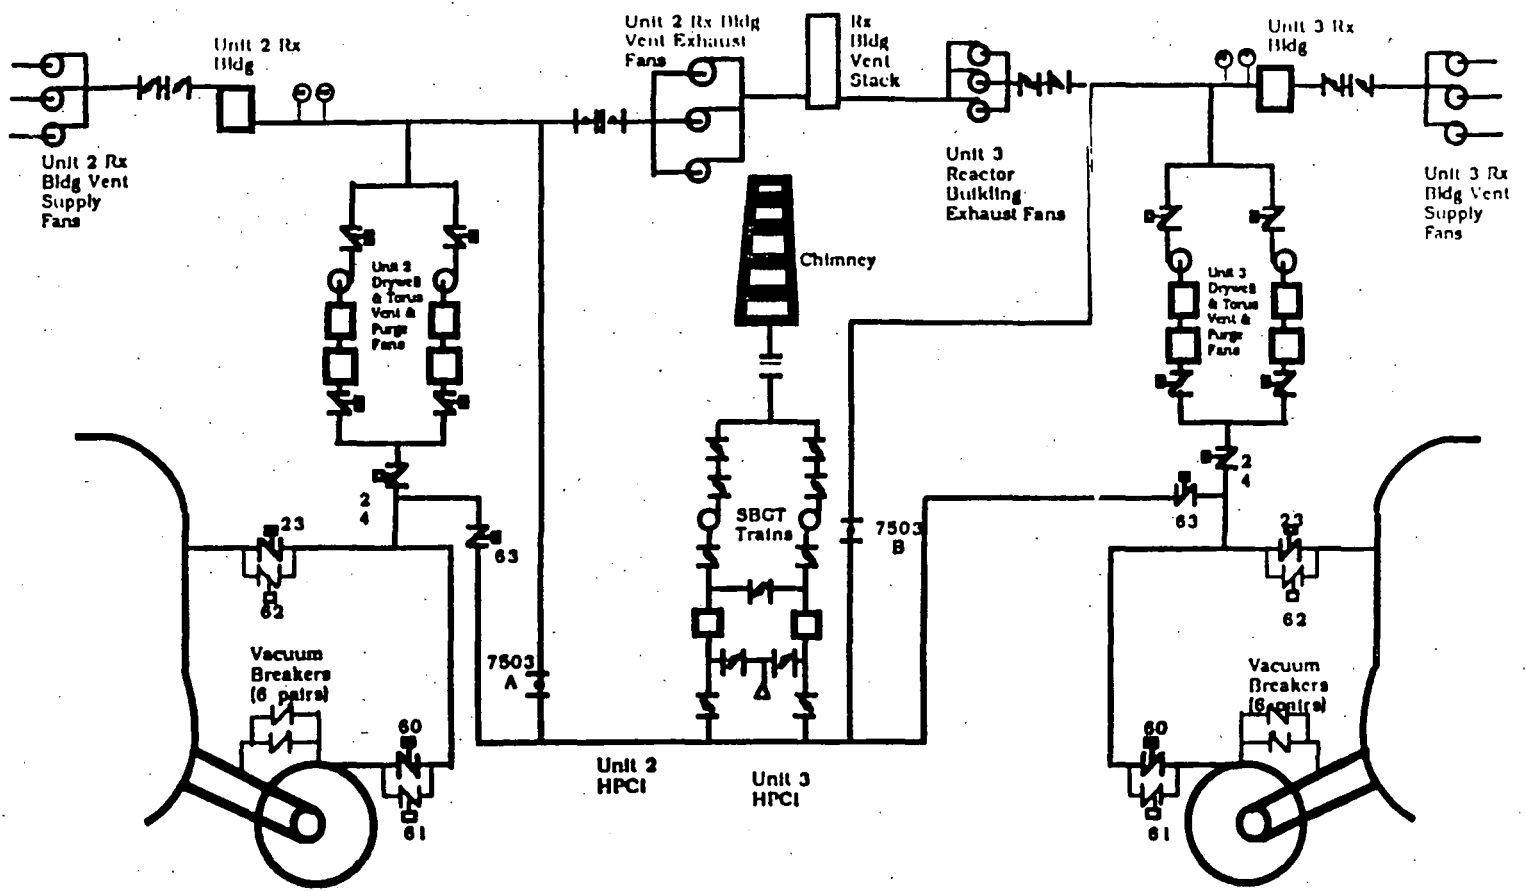 Unit 2 Rx
Bldg
Unit 2 Rx Bldg
Vent Exhaust
Fans
Rx
Bldg
Vent
Stack
Unit 3 Rx
Bldg
Unit 2 Rx
Bldg Vent
Supply
Fans
Unit 3
Reactor
Building
Exhaust Fans
Unit 3 Rx
Bldg Vent
Supply
Fans
Chimney
Unit 2
Drywell
& Torus
Vent &
Purge
Fans
Unit 3
Drywell
& Torus
Vent &
Purge
Fans
2
4
2
4
23
62
63
SBGT
Trains
7503
B
63
23
62
Vacuum
Breakers
(6 pairs)
7503
A
60
61
Unit 2
HPCI
Unit 3
HPCI
Vacuum
Breakers
(6 pairs)
60
61